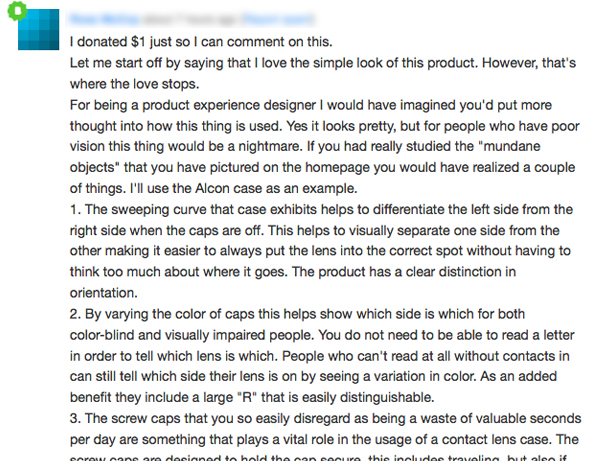 I donated $1 just so I can comment on this.
Let me start off by saying that I love the simple look of this product. However, that's
where the love stops.
For being a product experience designer I would have imagined you'd put more
thought into how this thing is used. Yes it looks pretty, but for people who have poor
vision this thing would be a nightmare. If you had really studied the "mundane
objects" that you have pictured on the homepage you would have realized a couple
of things. I'll use the Alcon case as an example.
1. The sweeping curve that case exhibits helps to differentiate the left side from the
right side when the caps are off. This helps to visually separate one side from the
other making it easier to always put the lens into the correct spot without having to
think too much about where it goes. The product has a clear distinction in
orientation.
2. By varying the color of caps this helps show which side is which for both
color-blind and visually impaired people. You do not need to be able to read a letter
in order to tell which lens is which. People who can't read at all without contacts in
can still tell which side their lens is on by seeing a variation in color. As an added
benefit they include a large "R" that is easily distinguishable.
3. The screw caps that you so easily disregard as being a waste of valuable seconds
per day are something that plays a vital role in the usage of a contact lens case. The
screw caps are designed to hold the cap secure, this includes traveling, but also if